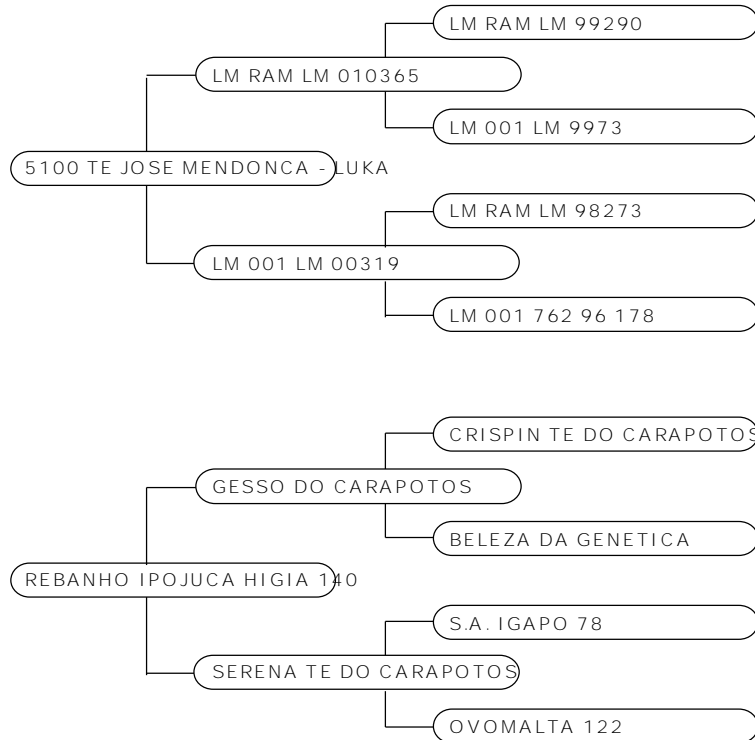 LM RAM LM 99290
LM RAM LM 010365
LM 001 LM 9973
5100 TE JOSE MENDONCA - LUKA
LM RAM LM 98273
LM 001 LM 00319
LM 001 762 96 178
CRISPIN TE DO CARAPOTOS
GESSO DO CARAPOTOS
BELEZA DA GENETICA
REBANHO IPOJUCA HIGIA 140
S.A. IGAPO 78
SERENA TE DO CARAPOTOS
OVOMALTA 122